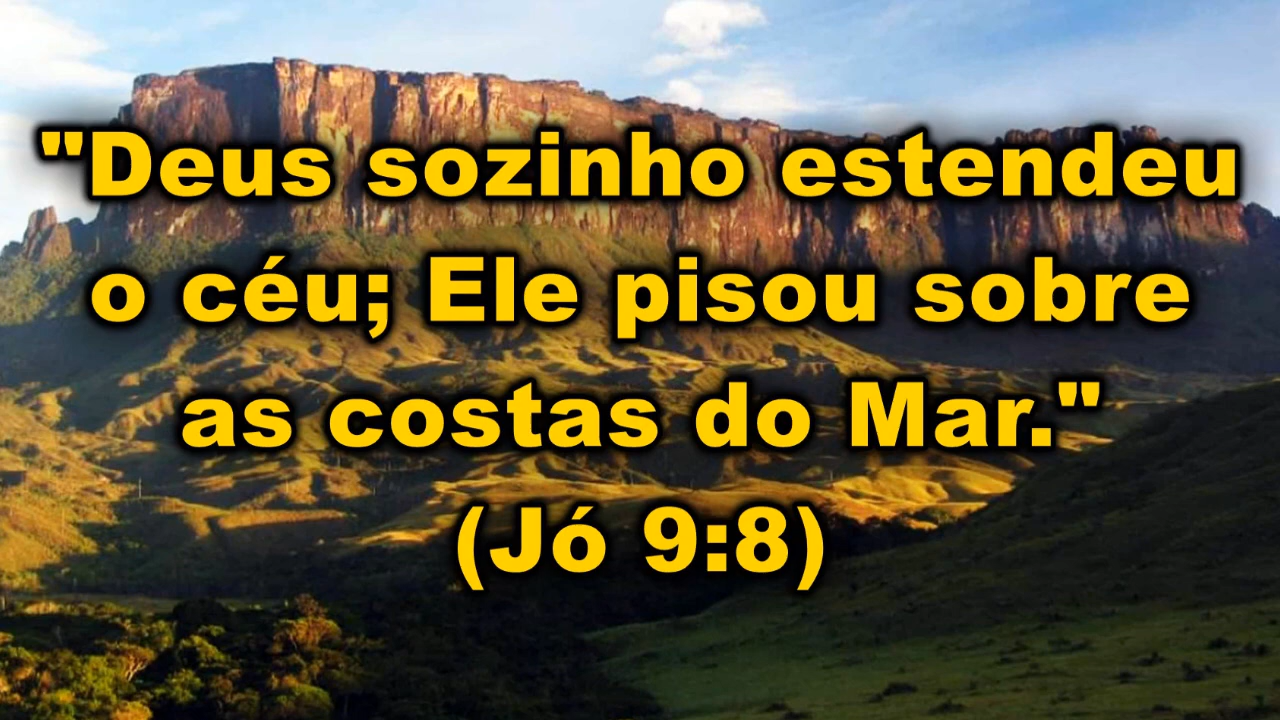 "Deus sozinho estendeu
o céu; Ele pisou sobre
as costas do Mar."
(Jó 9:8)